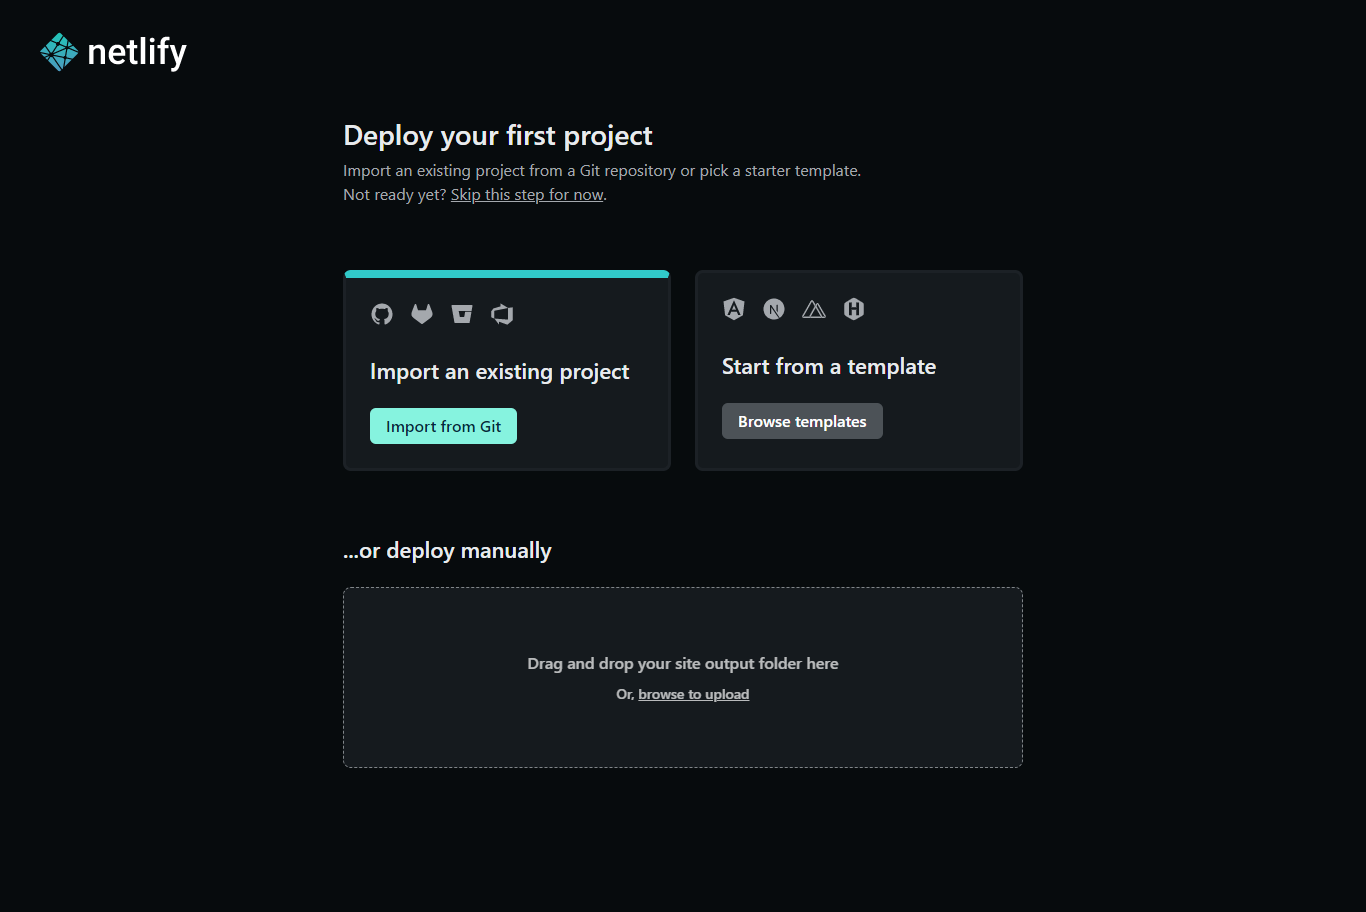 netlify
Deploy your first project
Import an existing project from a Git repository or pick a starter template.
Not ready yet? Skip this step for now.
Import an existing project
Import from Git
Start from a template
Browse templates
...or deploy manually
Drag and drop your site output folder here
Or, browse to upload